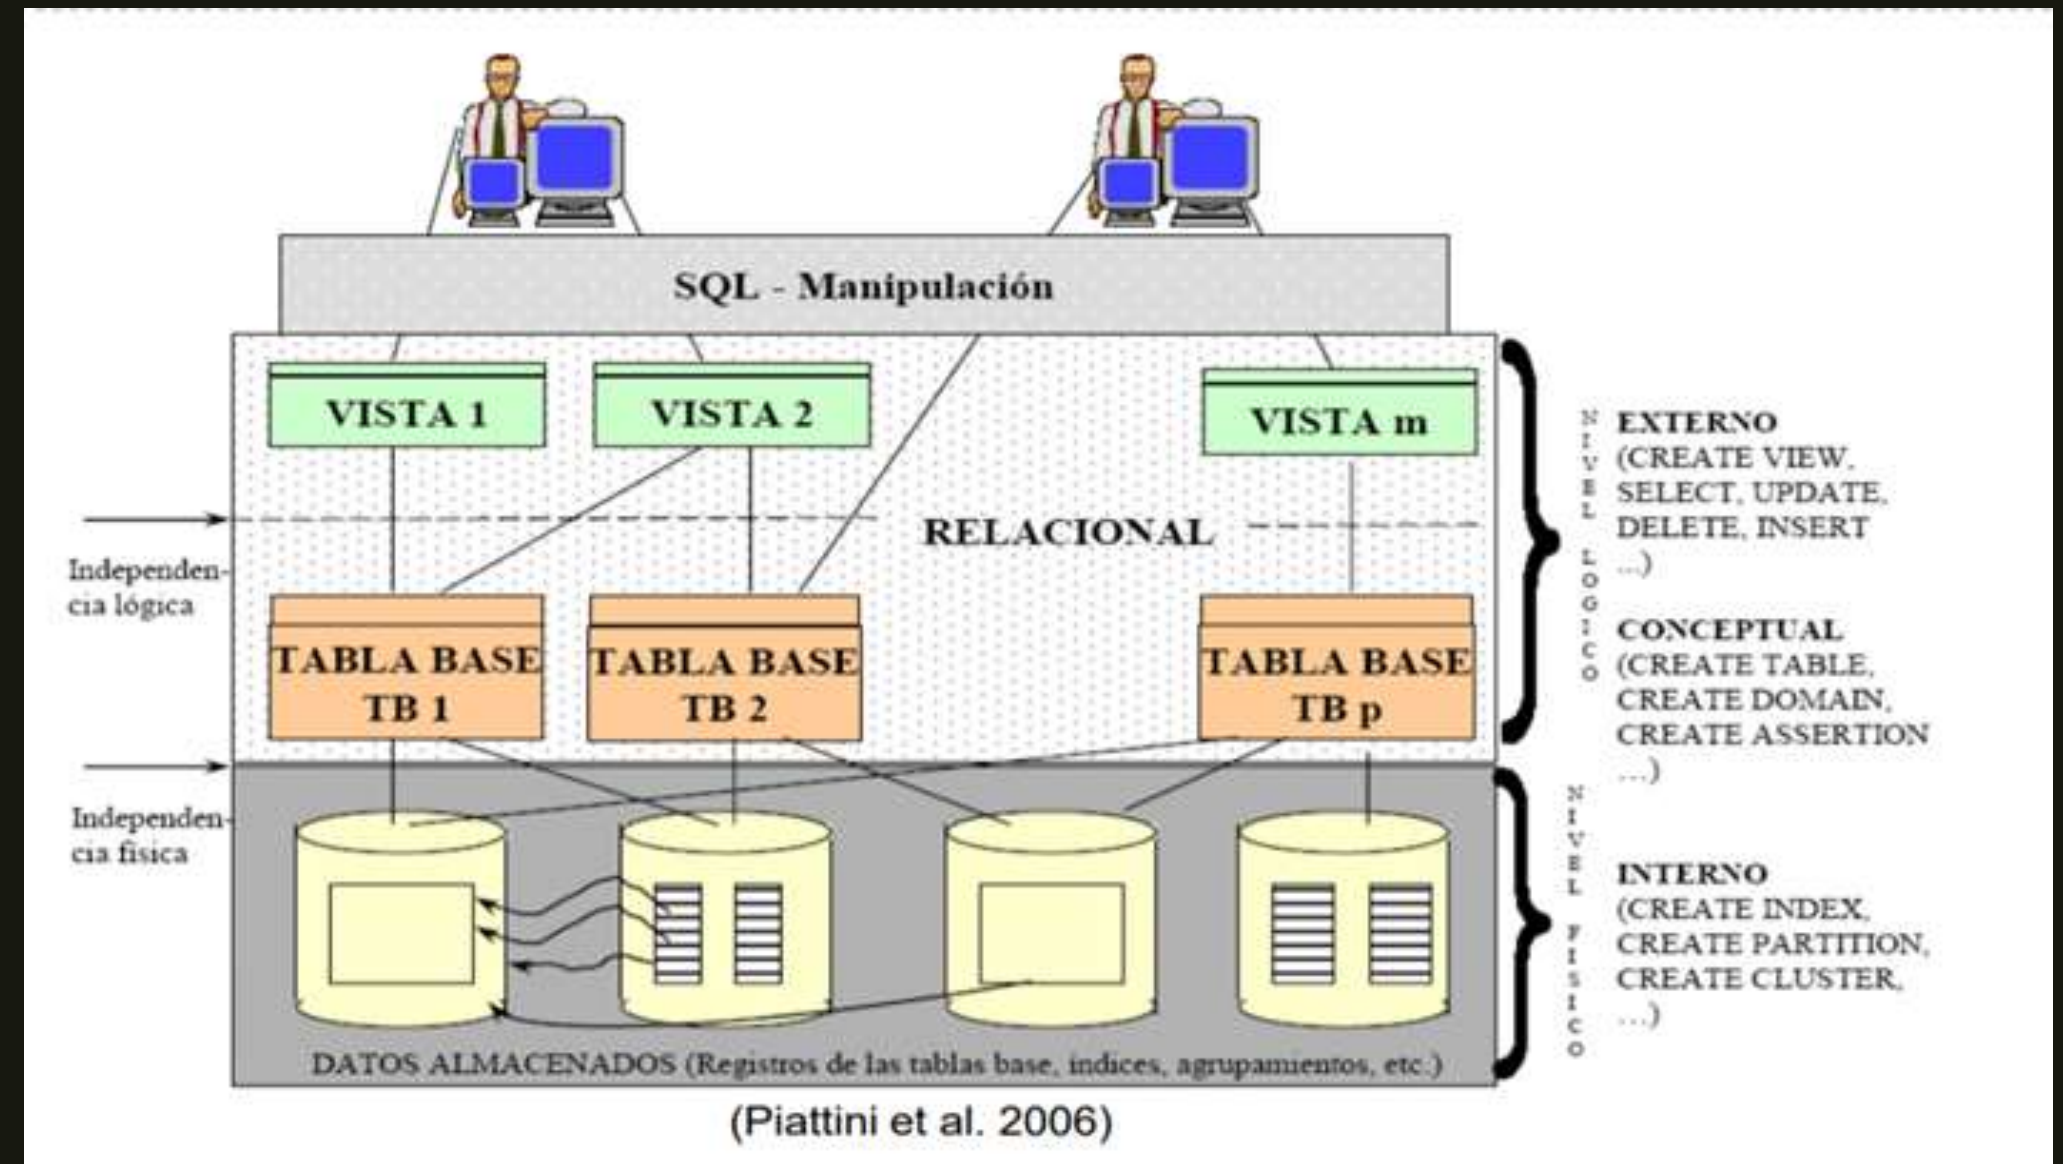 SQL - Manipulación
VISTA 1
VISTA 2
VISTA m
RELACIONAL
Independen-
cia lógica
TABLA BASE
TB 1
TABLA BASE
TB 2
TABLA BASE
TB p
Independen-
cia física
DATOS ALMACENADOS (Registros de las tablas base, índices, agrupamientos, etc.)
NIVEL LOGICO
EXTERNO
(CREATE VIEW,
SELECT, UPDATE,
DELETE, INSERT
...)
CONCEPTUAL
(CREATE TABLE,
CREATE DOMAIN,
CREATE ASSERTION
...)
NIVEL FISICO
INTERNO
(CREATE INDEX,
CREATE PARTITION,
CREATE CLUSTER,
...)
(Piattini et al. 2006)